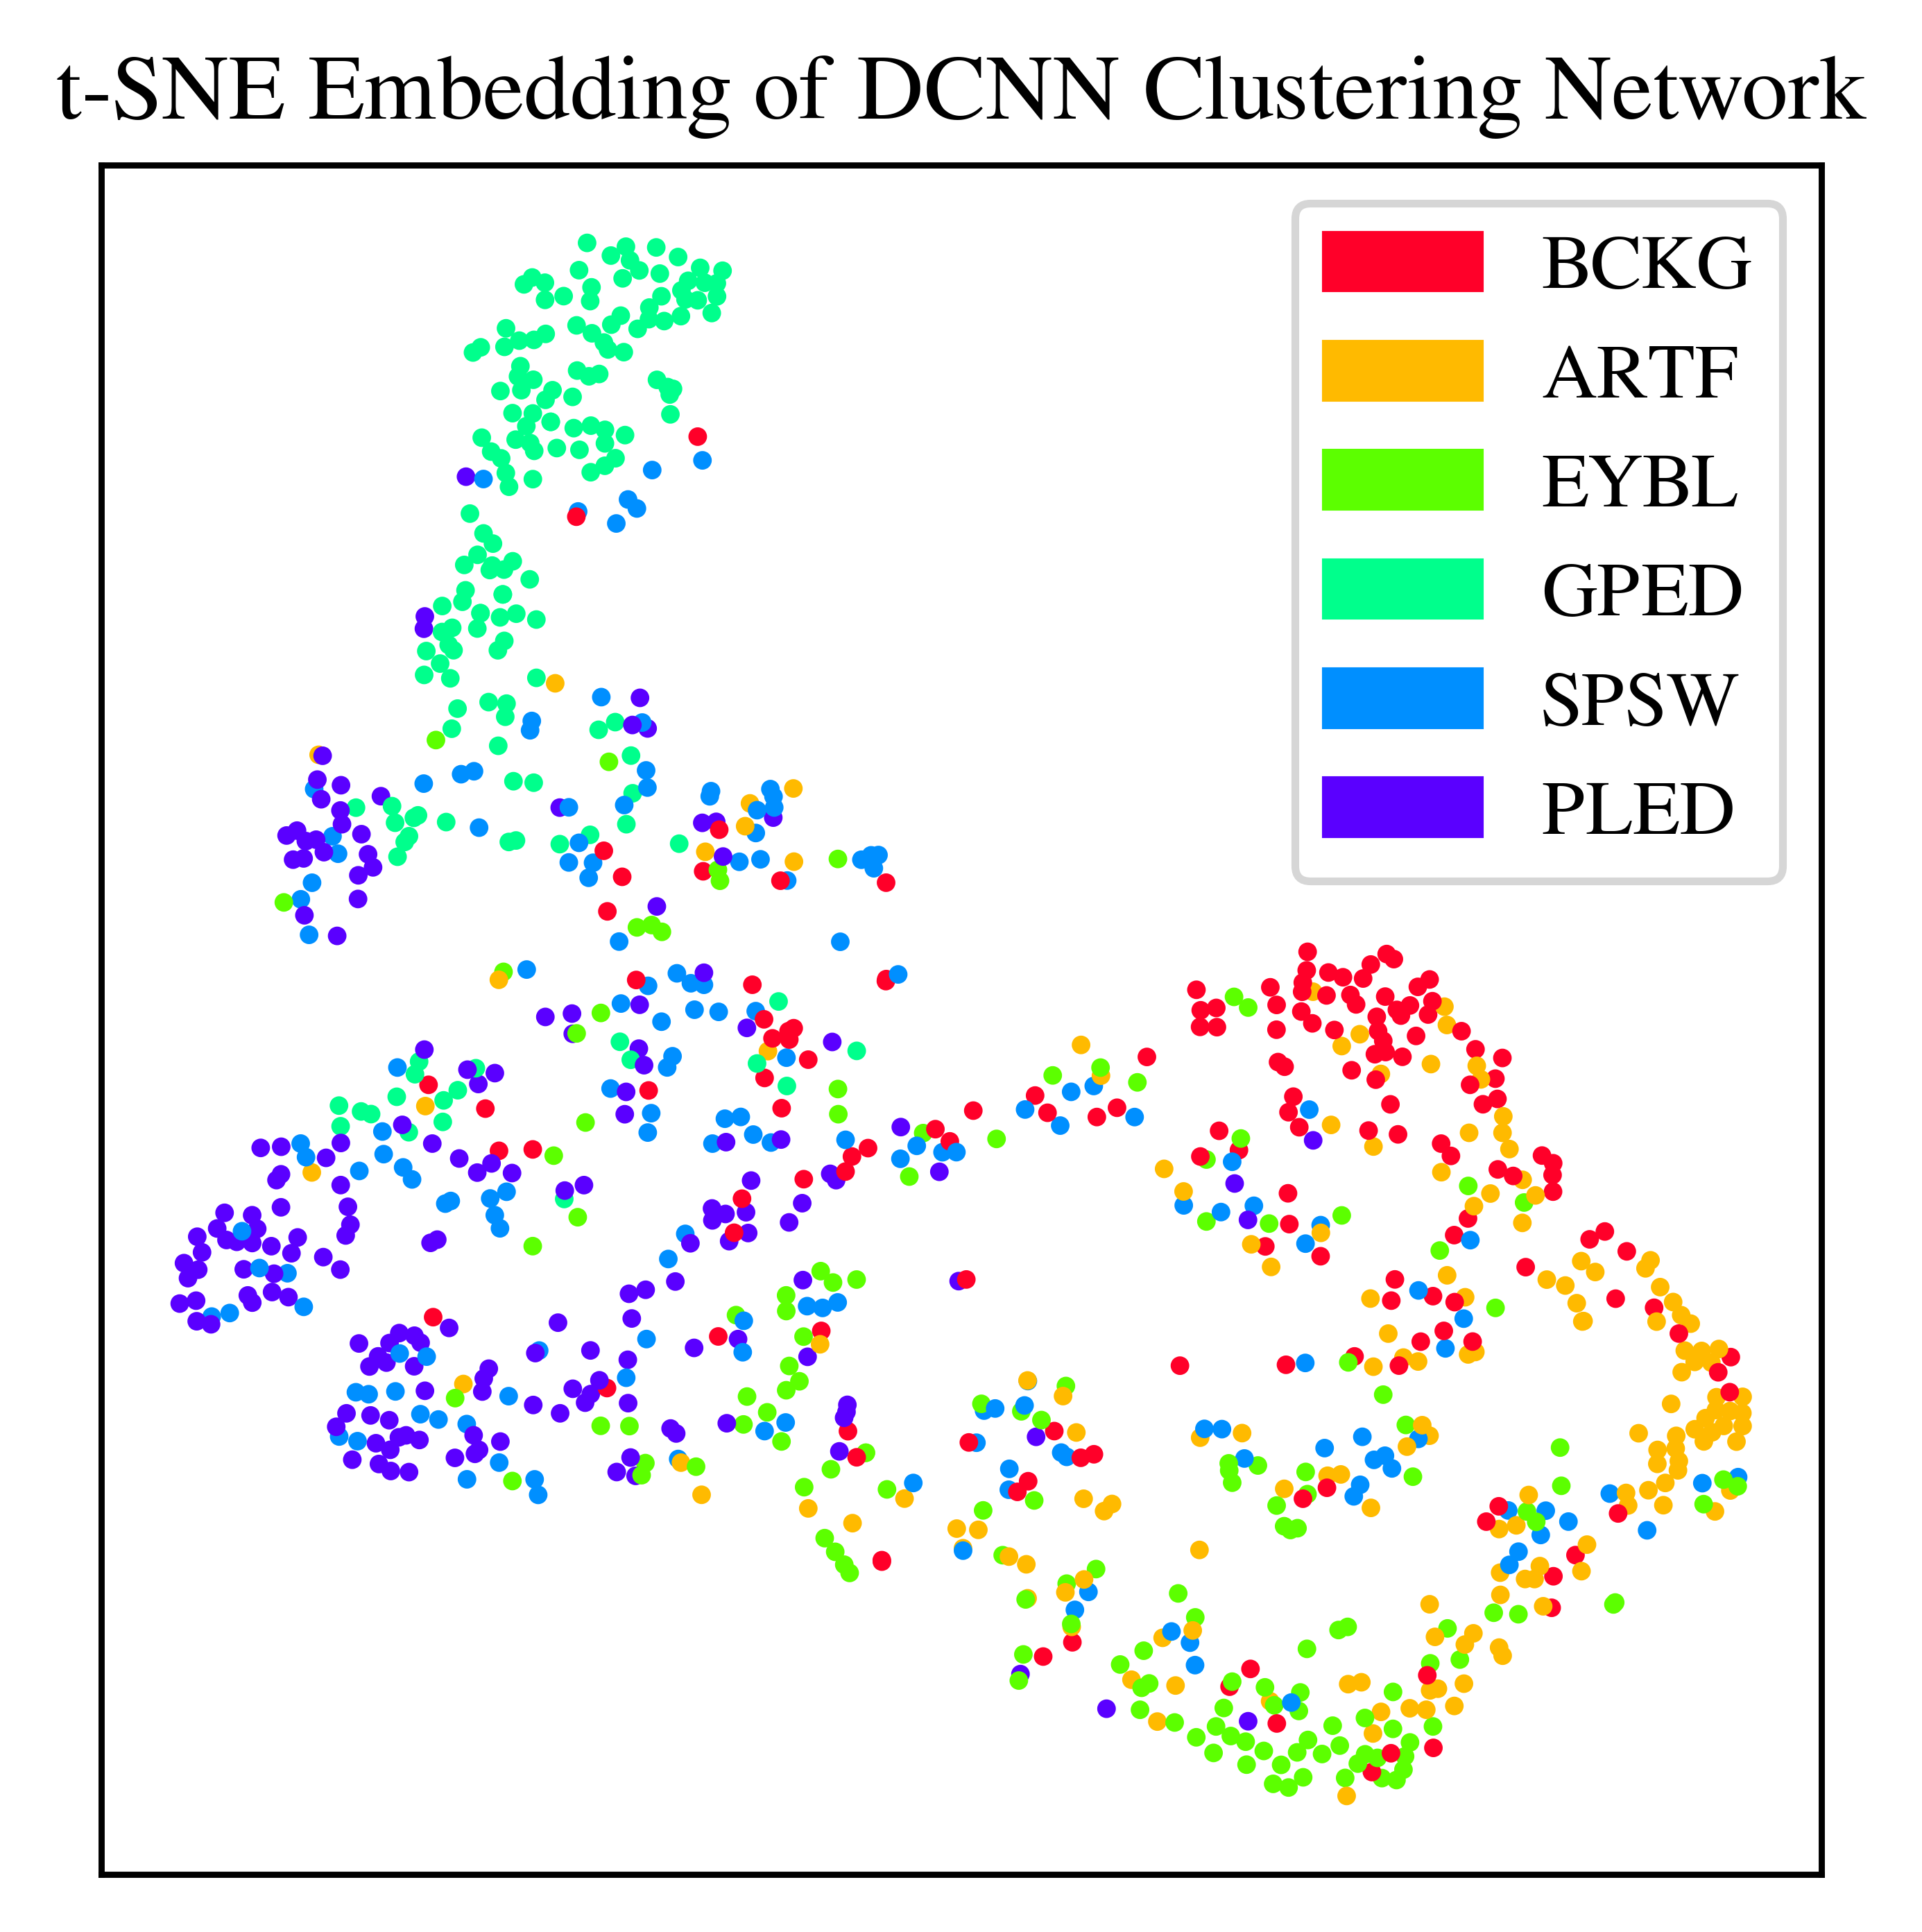 t-SNE Embedding of DCNN Clustering Network
BCKG
ARTF
EYBL
GPED
SPSW
PLED